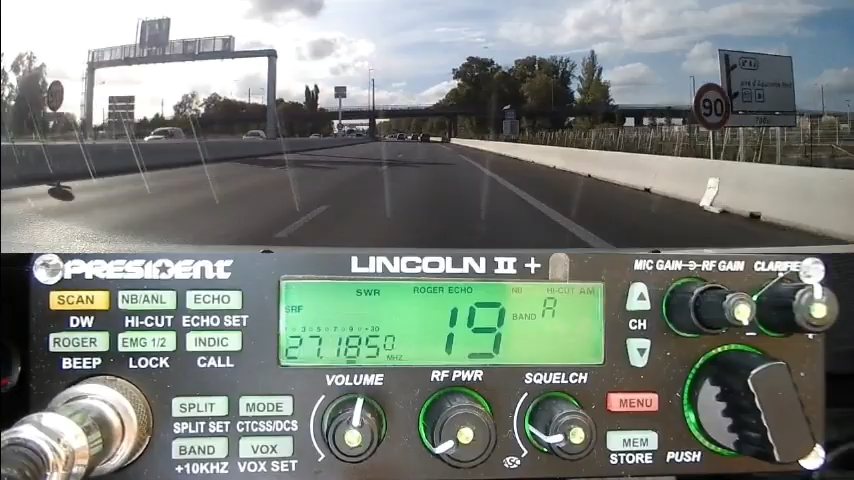 90
PRESIDENT
LINCOLN II +
MIC GAIN
RF GAIN
CLARIFIER
SCAN
NB/ANL
ECHO
DW
HI-CUT
ECHO SET
ROGER
EMG 1/2
INDIC
BEEP
LOCK
CALL
SWR
ROGER ECHO
NB
HI-CUT AM
SRF
19
BAND
A
27.1850
MHZ
CH
VOLUME
RF PWR
SQUELCH
SPLIT
MODE
SPLIT SET
CTCSS/DCS
BAND
VOX
+10KHZ
VOX SET
MENU
MEM
STORE
PUSH
ASC